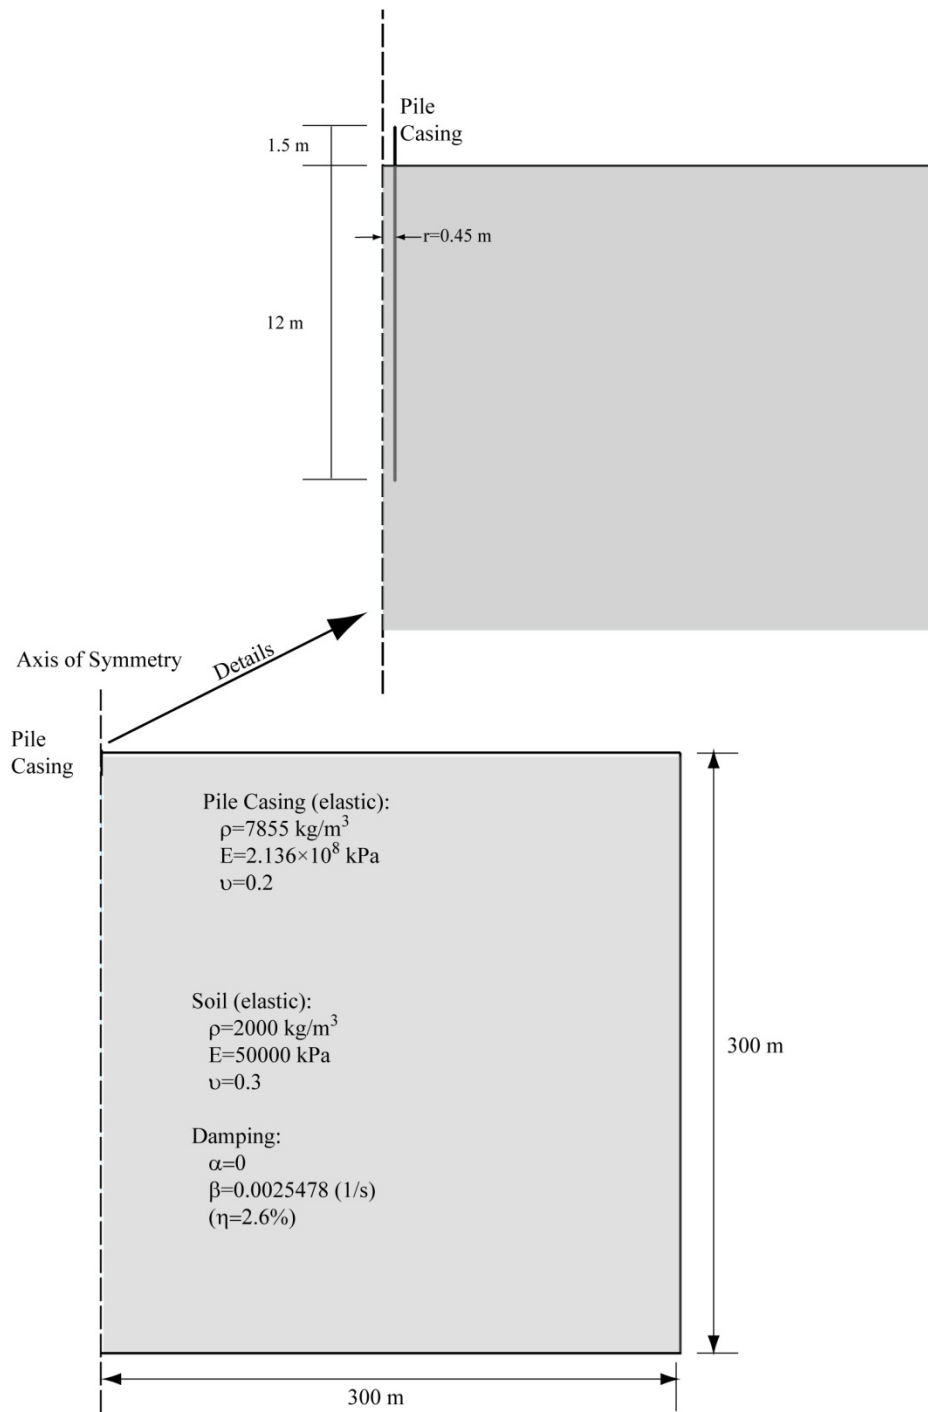 Pile
Casing
1.5 m
r=0.45 m
12 m
Details
Axis of Symmetry
Pile
Casing
Pile Casing (elastic):
ρ=7855 kg/m³
E=2.136×10⁸ kPa
υ=0.2
Soil (elastic):
ρ=2000 kg/m³
E=50000 kPa
υ=0.3
300 m
Damping:
α=0
β=0.0025478 (1/s)
(η=2.6%)
300 m